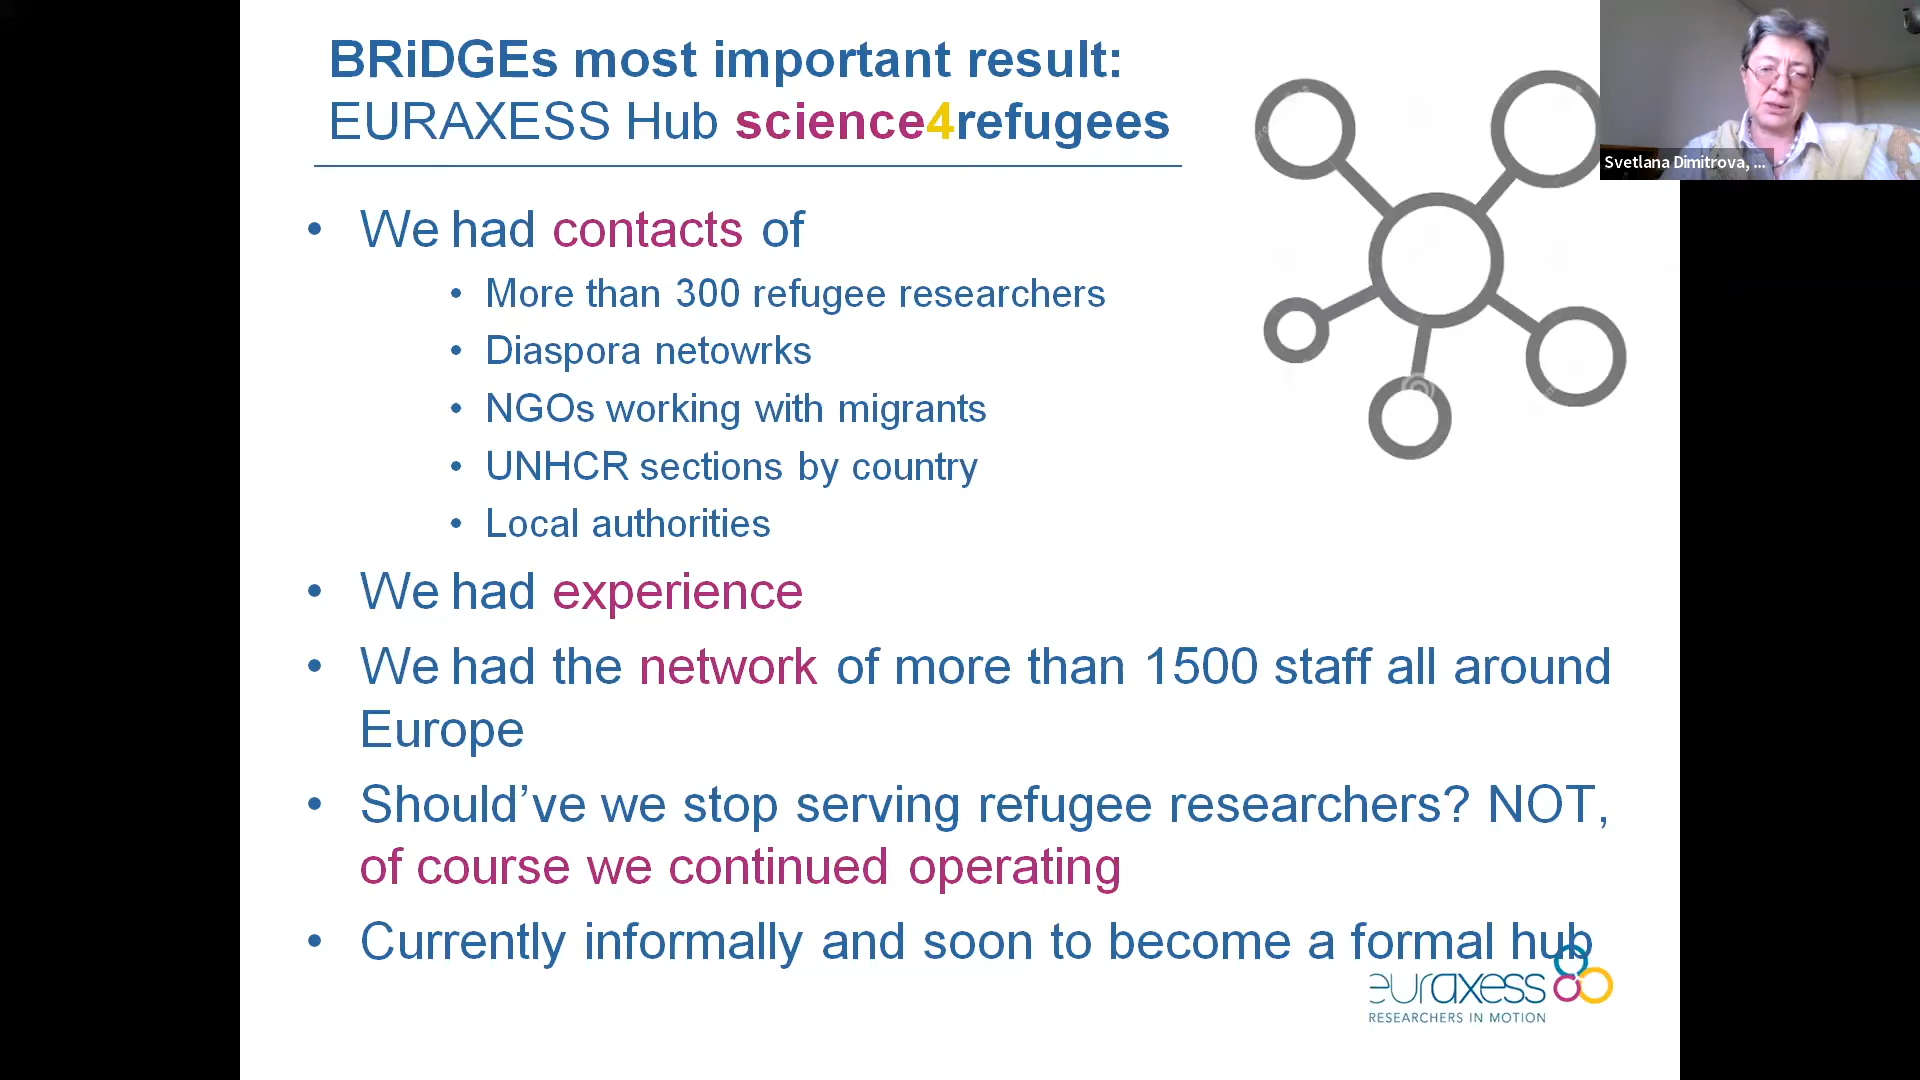 BRiDGEs most important result:
EURAXESS Hub science4refugees
Svetlana Dimitrova, ...
• We had contacts of
• More than 300 refugee researchers
• Diaspora netowrks
• NGOs working with migrants
• UNHCR sections by country
• Local authorities
• We had experience
• We had the network of more than 1500 staff all around
Europe
• Should’ve we stop serving refugee researchers? NOT,
of course we continued operating
• Currently informally and soon to become a formal hub
euraxess
RESEARCHERS IN MOTION